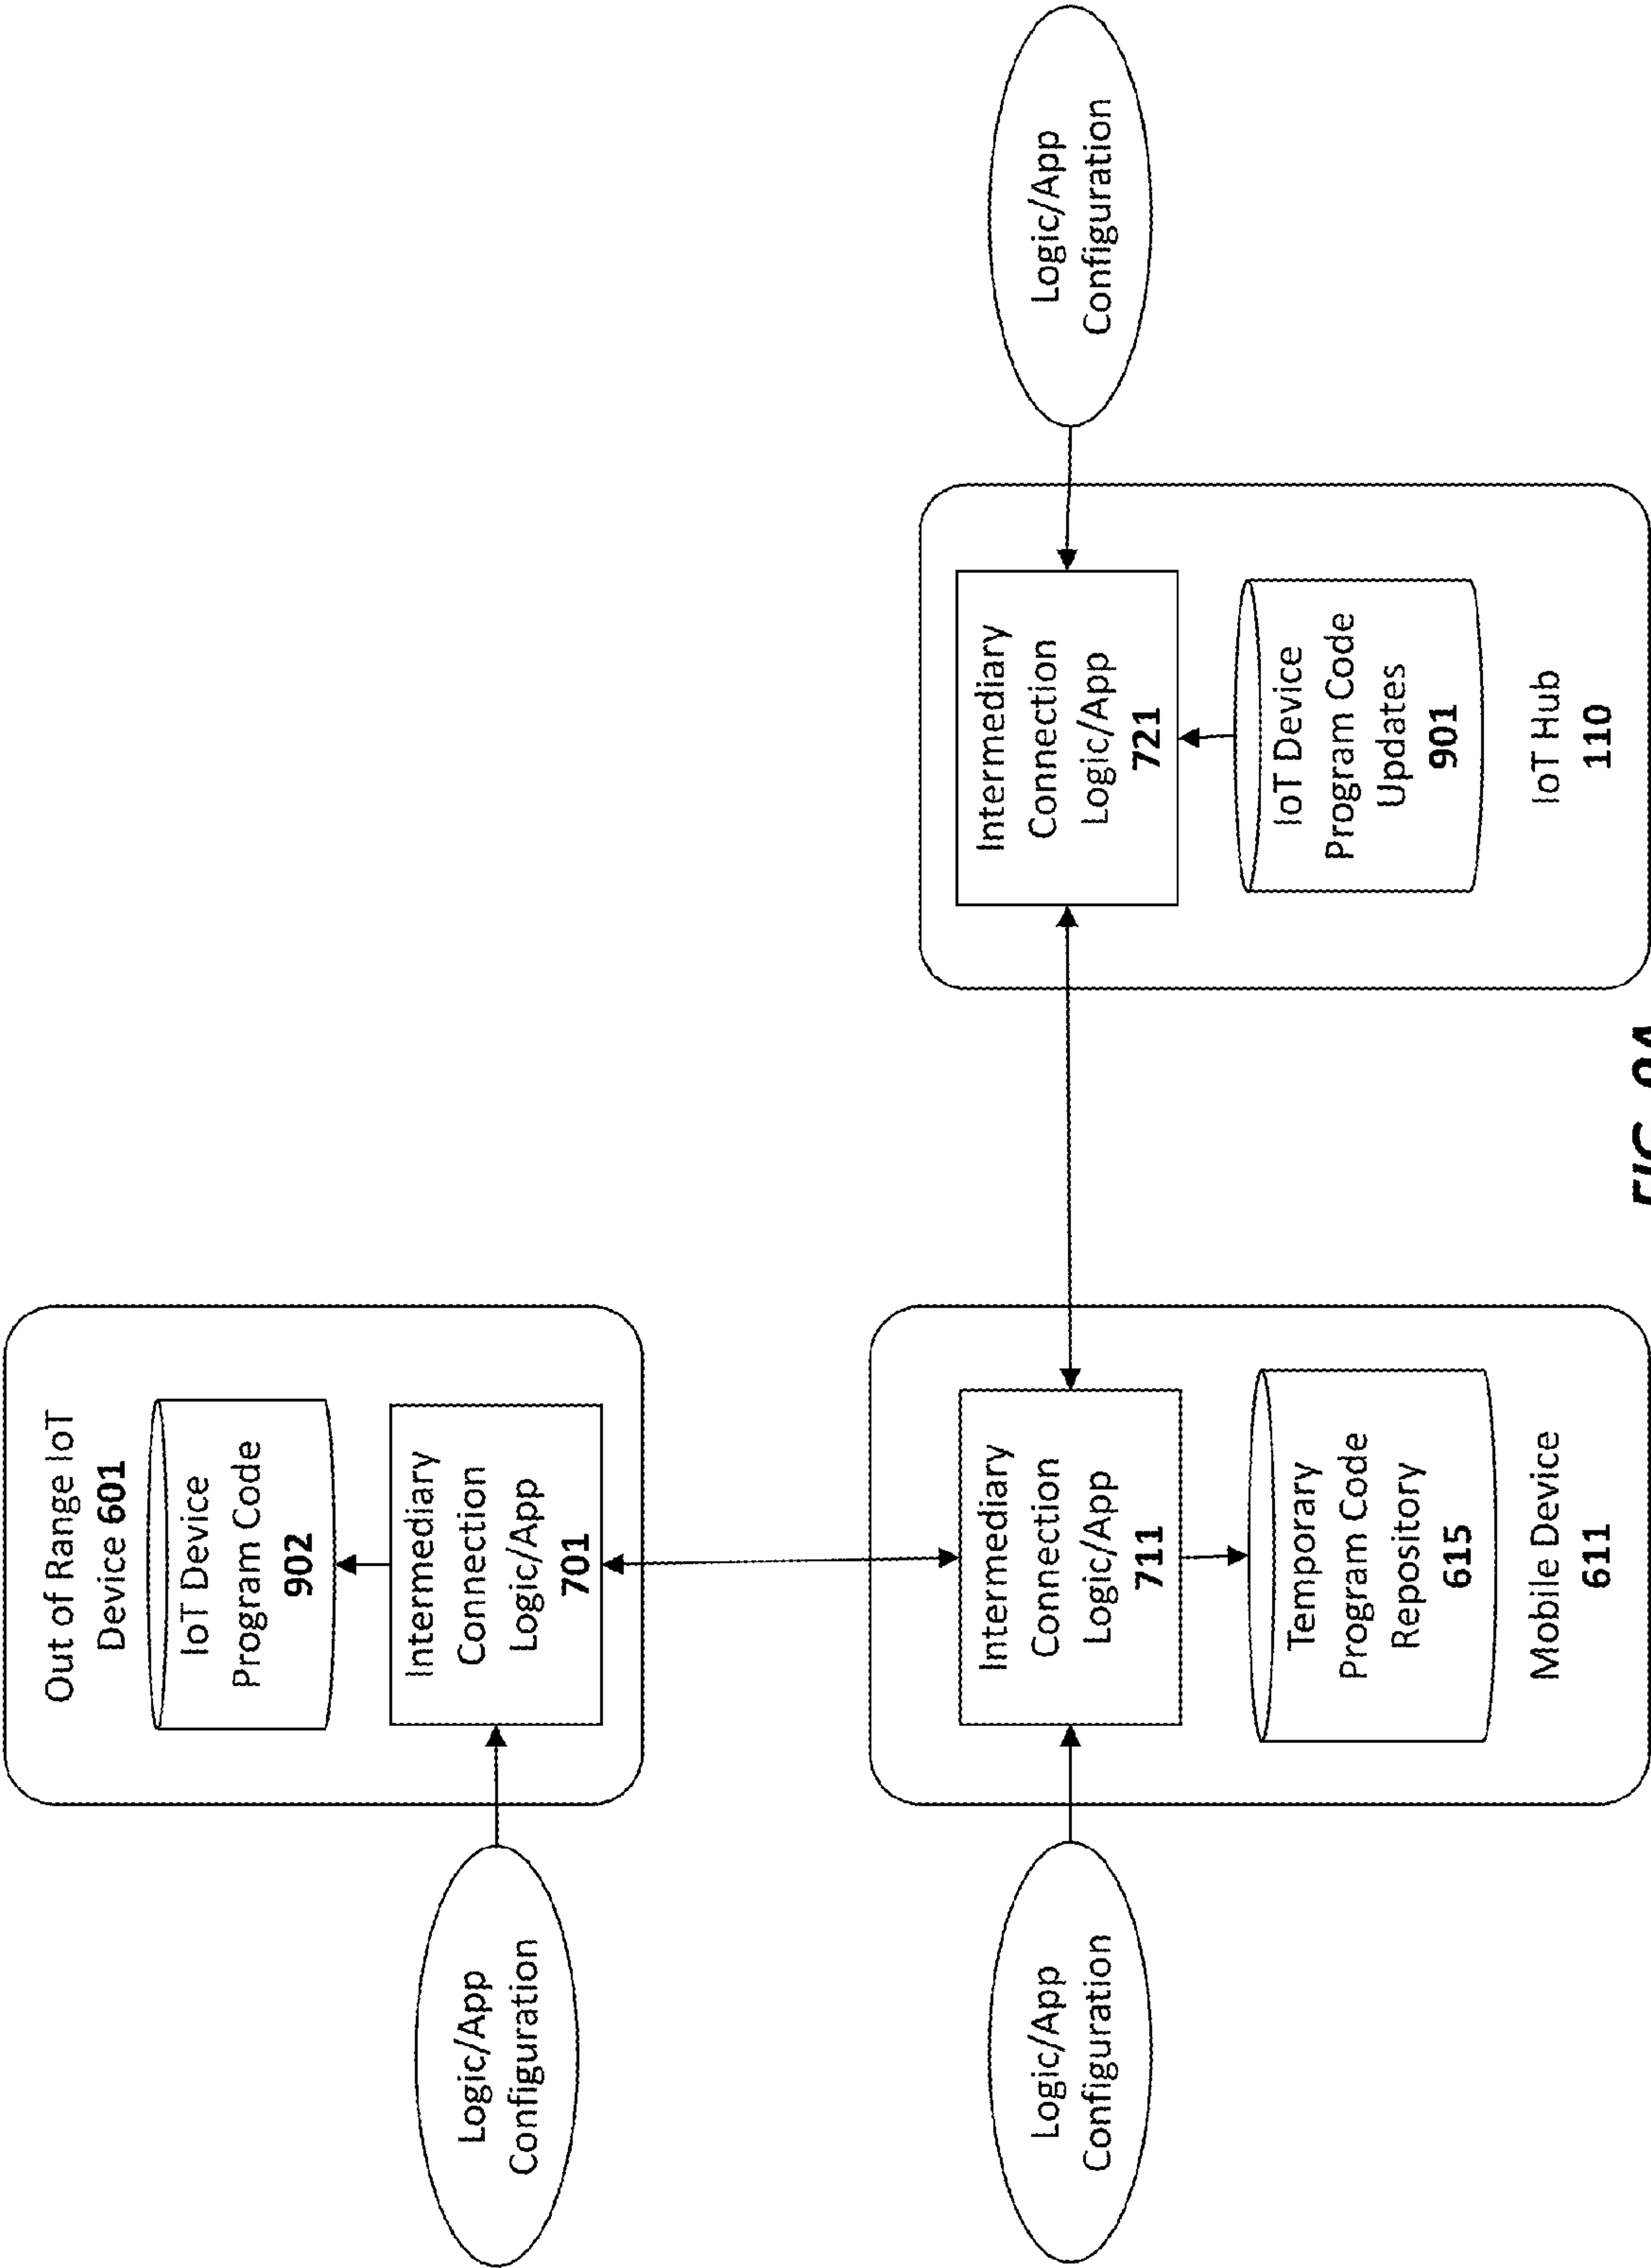 Out of Range IoT
Device 601
IoT Device
Program Code
902
Intermediary
Connection
Logic/App
701
Logic/App
Configuration
Logic/App
Configuration
Intermediary
Connection
Logic/App
711
Temporary
Program Code
Repository
615
Mobile Device
611
Intermediary
Connection
Logic/App
721
IoT Device
Program Code
Updates
901
IoT Hub
110
Logic/App
Configuration
FIG. 9A